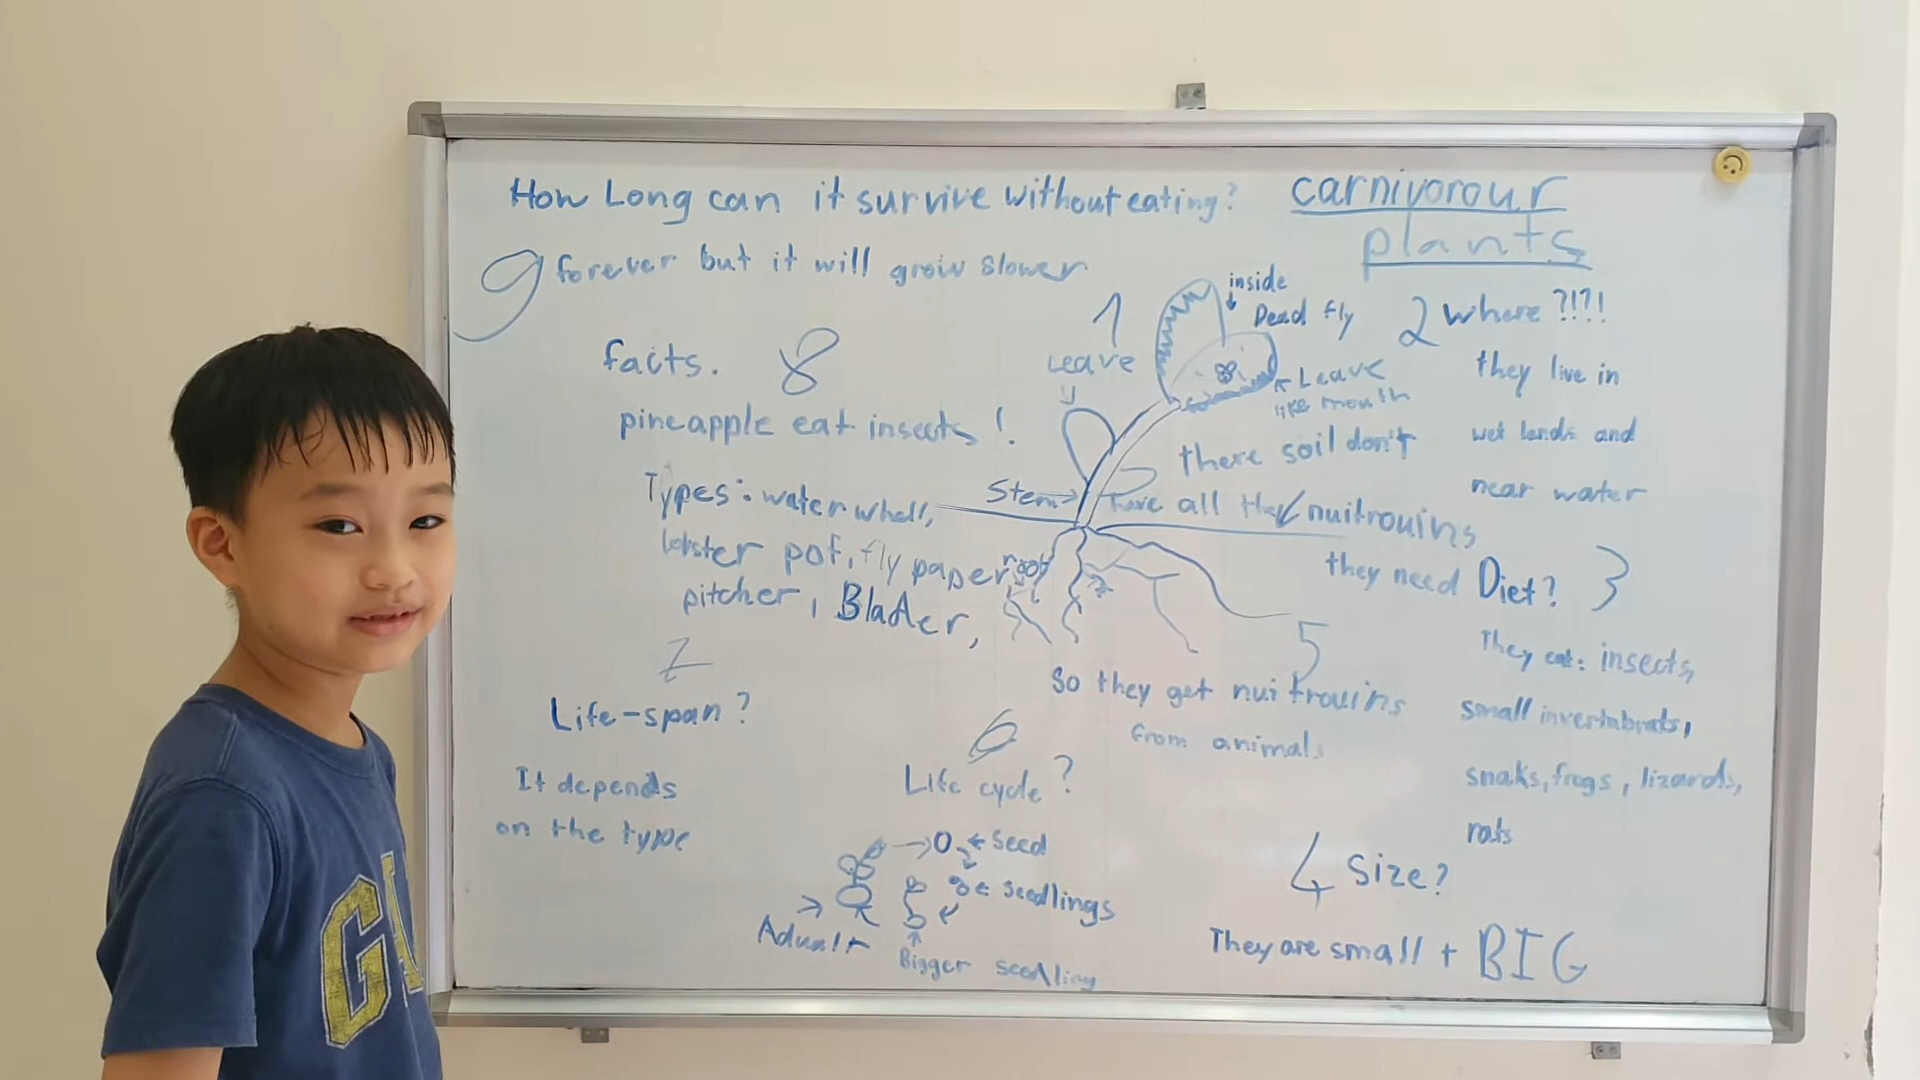 How Long can it survive without eating?
9 forever but it will grow slower
carnivorour
plants
1
Leave
inside
Dead fly
Leave
like mouth
Stem
root
2 where ?!?!
they live in
wet lands and
near water
Diet? 3
They eat: insects,
small invertabrats,
snaks, frogs, lizards,
rats
4 Size?
They are small + BIG
there soil don't
have all the nuitrouins
they need
5
So they get nuitrouins
from animals
6
Life cycle?
0 ← Seed
← seedlings
Bigger seedling
Adualt
7
Life-span?
It depends
on the type
facts. 8
pineapple eat insects!.
Types: water whell,
lobster pot, fly paper,
pitcher, Bladder,
G